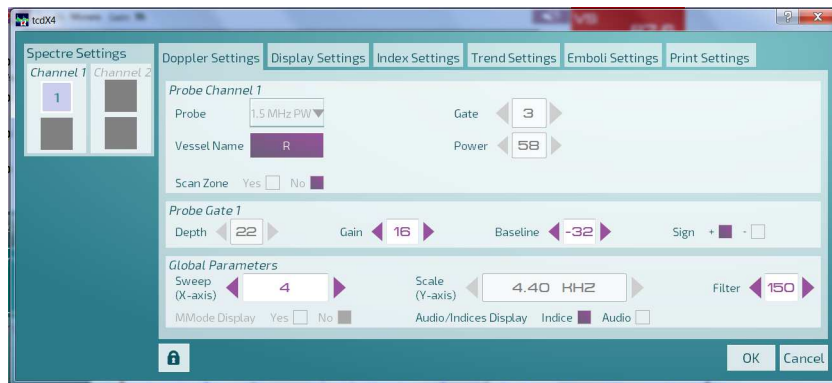 tcdX4
VS
Spectre Settings
Channel 1 Channel 2
1
Doppler Settings Display Settings Index Settings Trend Settings Emboli Settings Print Settings
Probe Channel 1
Probe 1.5 MHz PW Gate 3
Vessel Name R Power 58
Scan Zone Yes No
Probe Gate 1
Depth 22 Gain 16 Baseline -32 Sign + -
Global Parameters
Sweep (X-axis) 4 Scale (Y-axis) 4.40 KHZ Filter 150
MMode Display Yes No Audio/Indices Display Indice Audio
OK Cancel